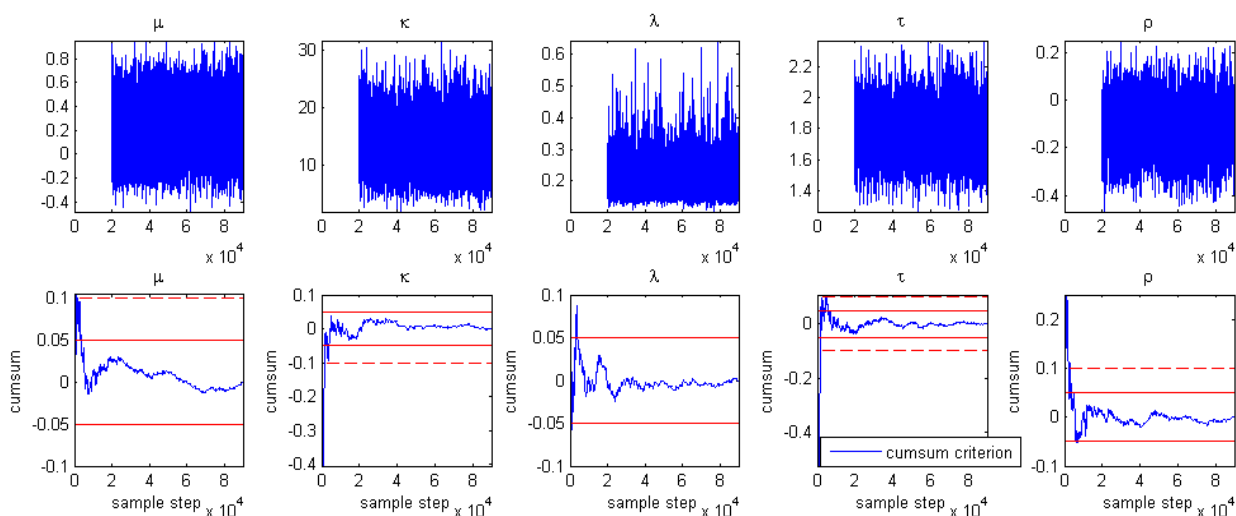 μ κ λ τ ρ
0.8
0.6
0.4
0.2
0
-0.2
-0.4
0 2 4 6 8
x 10^4
30
20
10
0 2 4 6 8
x 10^4
0.6
0.5
0.4
0.3
0.2
0 2 4 6 8
x 10^4
2.2
2
1.8
1.6
1.4
0 2 4 6 8
x 10^4
0.2
0
-0.2
-0.4
0 2 4 6 8
x 10^4
μ κ λ τ ρ
cumsum
0.1
0.05
0
-0.05
-0.1
0 2 4 6 8
sample step x 10^4
cumsum
0
-0.1
-0.2
-0.3
-0.4
0 2 4 6 8
sample step x 10^4
cumsum
0.1
0.05
0
-0.05
-0.1
0 2 4 6 8
sample step x 10^4
cumsum
0
-0.2
-0.4
cumsum criterion
0 2 4 6 8
sample step x 10^4
cumsum
0.2
0.1
0
-0.1
0 2 4 6 8
sample step x 10^4